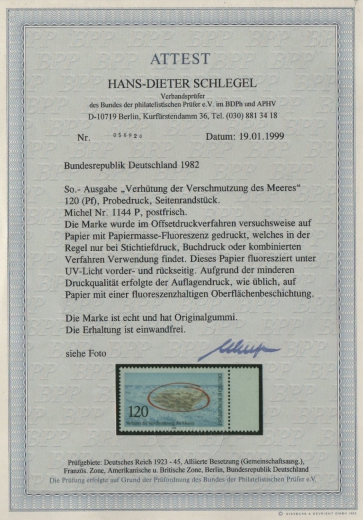 ATTEST
HANS-DIETER SCHLEGEL
Verbandsprüfer
des Bundes der philatelistischen Prüfer e.V. im BDPh und APHV
D-10719 Berlin, Kurfürstendamm 36, Tel. (030) 881 34 18
Nr. Datum: 19.01.1999
Bundesrepublik Deutschland 1982
So.- Ausgabe „Verhütung der Verschmutzung des Meeres"
120 (Pf), Probedruck, Seitenrandstück.
Michel Nr. 1144 P, postfrisch.
Die Marke wurde im Offsetdruckverfahren versuchsweise auf
Papier mit Papiermasse-Fluoreszenz gedruckt, welches in der
Regel nur bei Stichtiefdruck, Buchdruck oder kombinierten
Verfahren Verwendung findet. Dieses Papier fluoresziert unter
UV-Licht vorder- und rückseitig. Aufgrund der minderen
Druckqualität erfolgte der Auflagendruck, wie üblich, auf
Papier mit einer fluoreszenzhaltigen Oberflächenbeschichtung.
Die Marke ist echt und hat Originalgummi.
Die Erhaltung ist einwandfrei.
siehe Foto
120
Prüfgebiete: Deutsches Reich 1923 - 45, Alliierte Besetzung (Gemeinschaftsausg.),
Französ. Zone, Amerikanische u. Britische Zone, Berlin, Bundesrepublik Deutschland
Die Prüfung erfolgte auf Grund der Prüfordnung des Bundes der Philatelistischen Prüfer e.V.